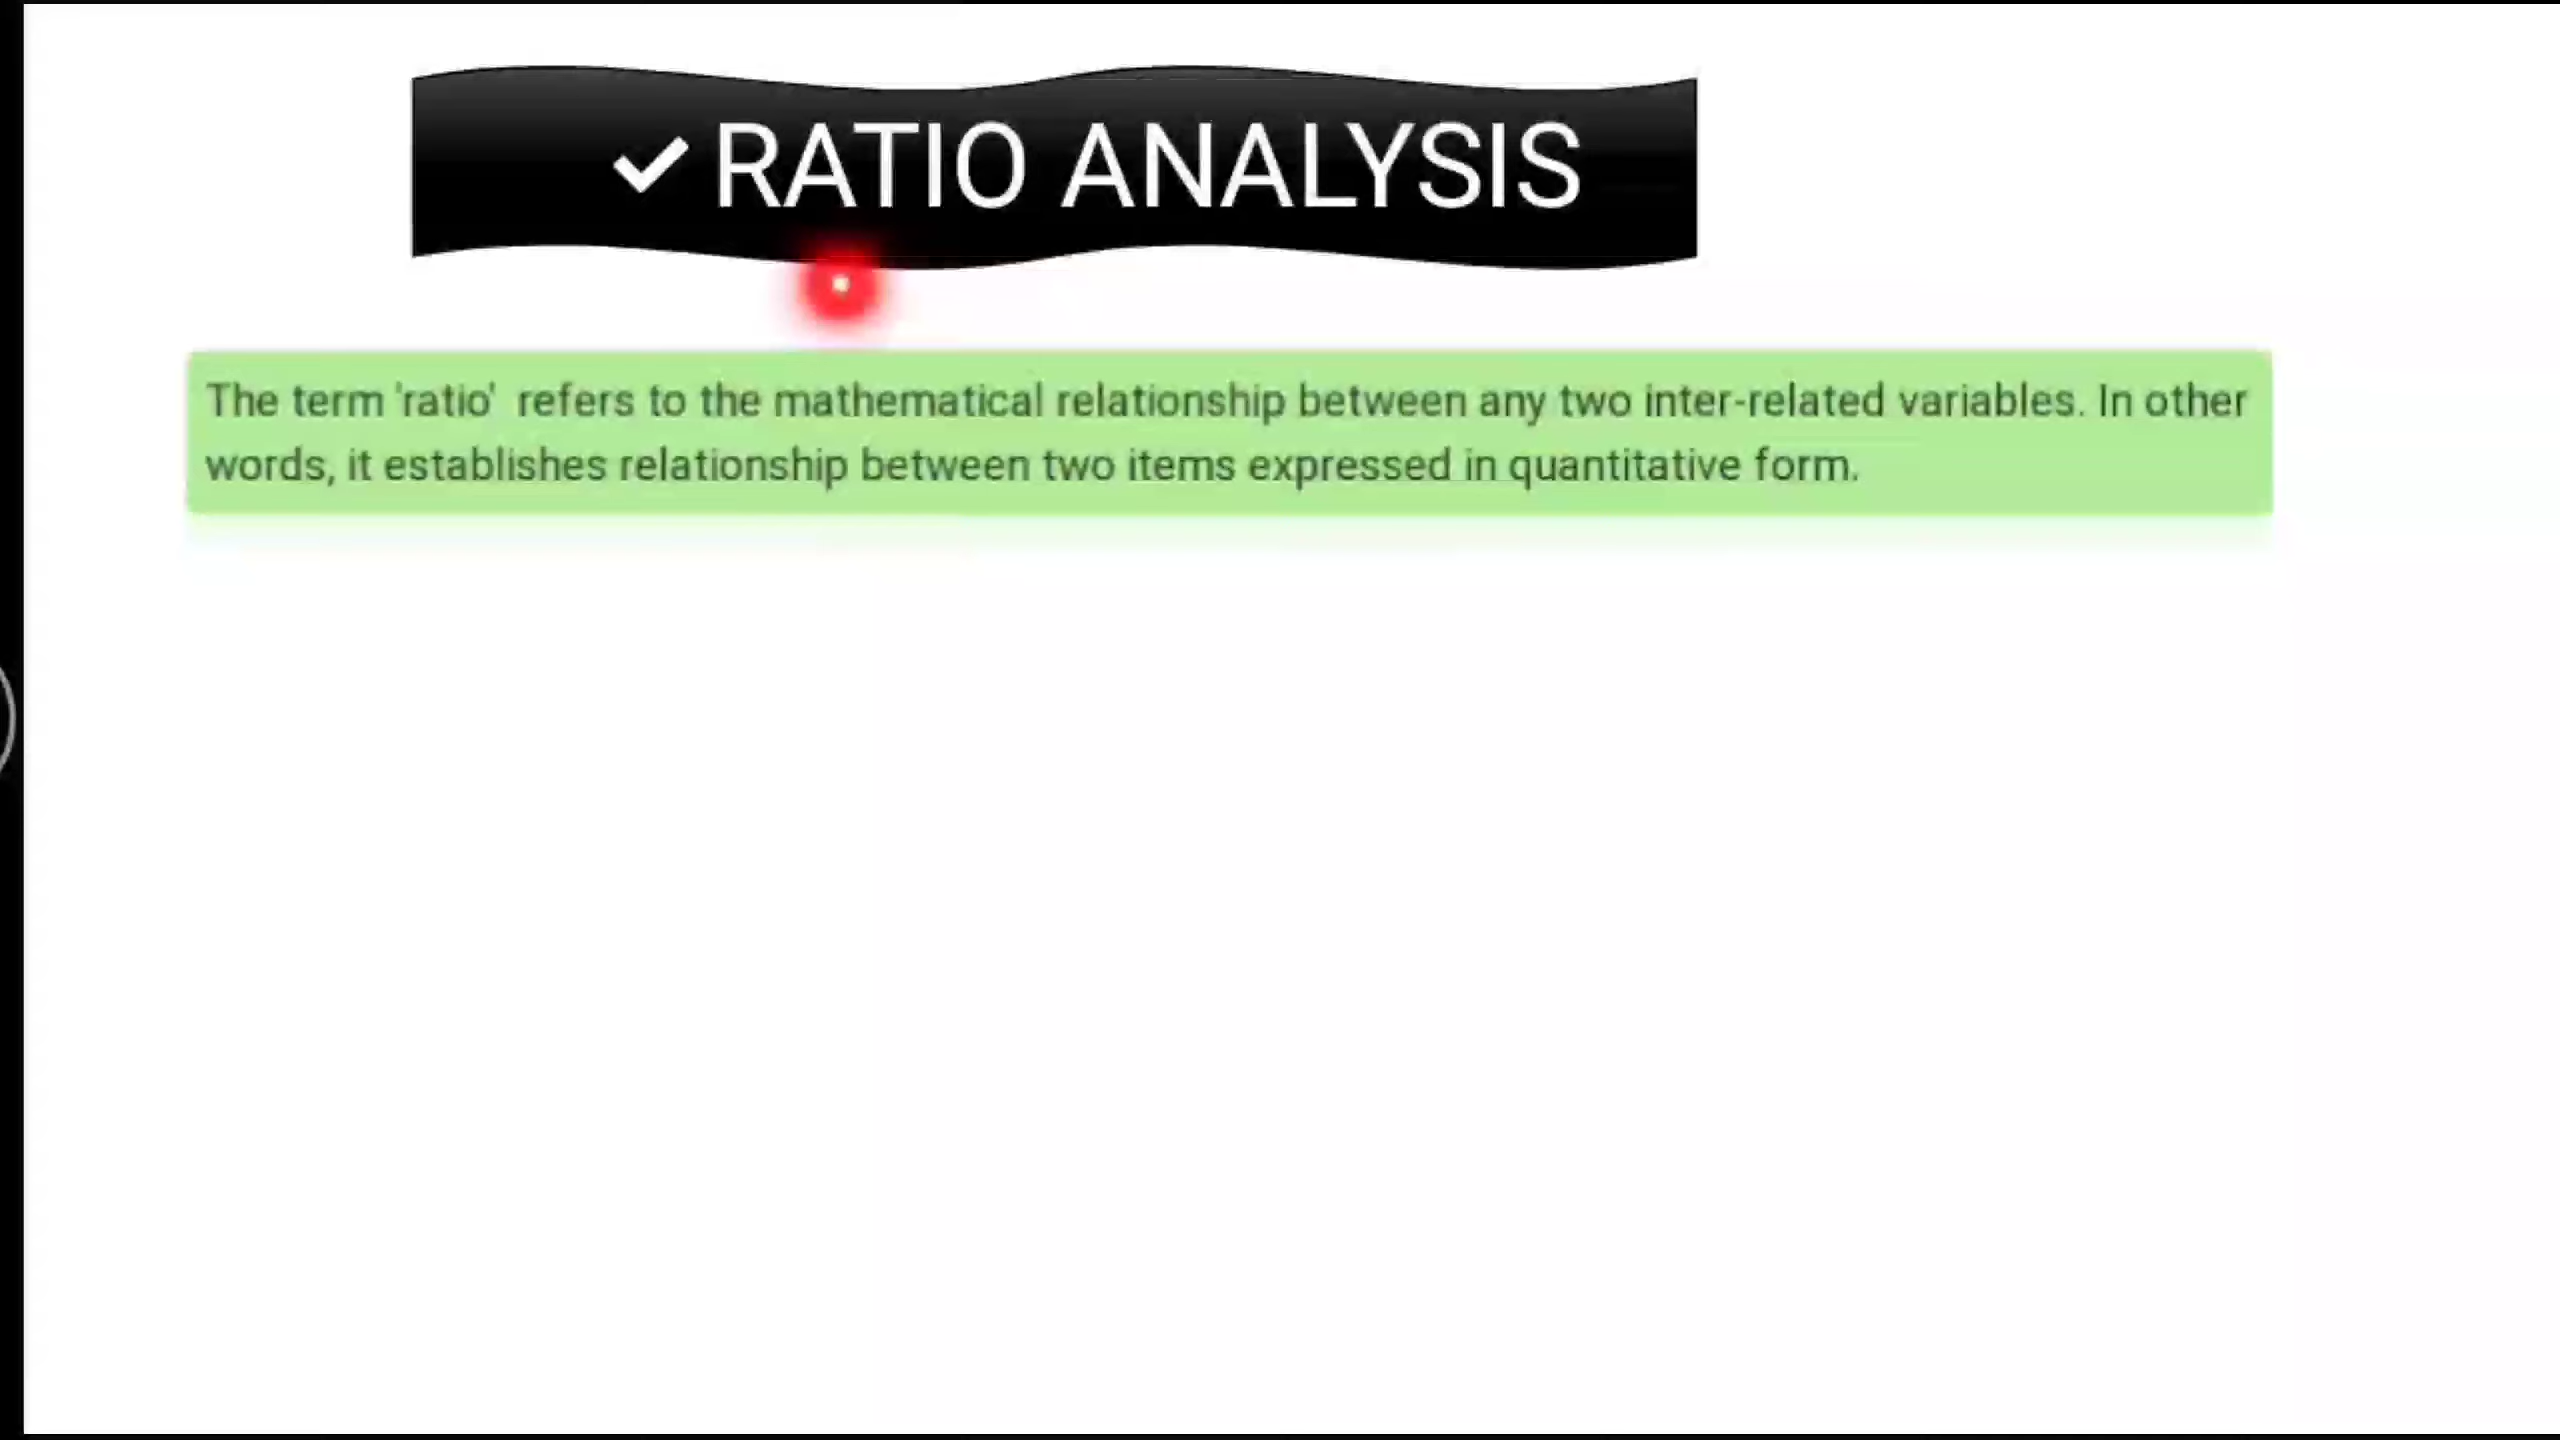 ✔ RATIO ANALYSIS
The term 'ratio' refers to the mathematical relationship between any two inter-related variables. In other
words, it establishes relationship between two items expressed in quantitative form.